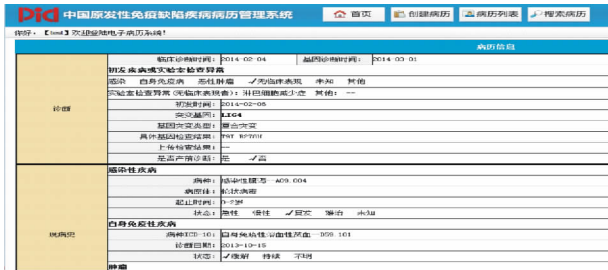 Did 中国原发性免疫缺陷疾病病历管理系统 首页 创建病历 病历列表 搜索病历
你好， 【test】欢迎登陆电子病历系统！
病历信息
临床诊断时间: 2014-02-04 基因诊断时间: 2014-03-01
初发疾病或实验室检查异常
感染 自身免疫病 恶性肿瘤 ✓无临床表现 未知 其他
实验室检查异常(无临床表现者): 淋巴细胞减少症 其他: --
诊断
初发时间: 2014-02-06
突变基因: LIG4
基因突变类型: 复合突变
具体基因检查结果:
上传检查结果: --
是否产前诊断: 是 ✓否
感染性疾病
病种: 感染性腹泻--A09.004
病原体: 轮状病毒
起止时间: 0-2岁
状态: 急性 慢性 ✓复发 治 未知
自身免疫性疾病
现病史
病种ICD-10: 自身免疫性溶血性贫血--D59.101
诊断日期: 2013-10-15
状态: ✓缓解 持续 不明
肿瘤